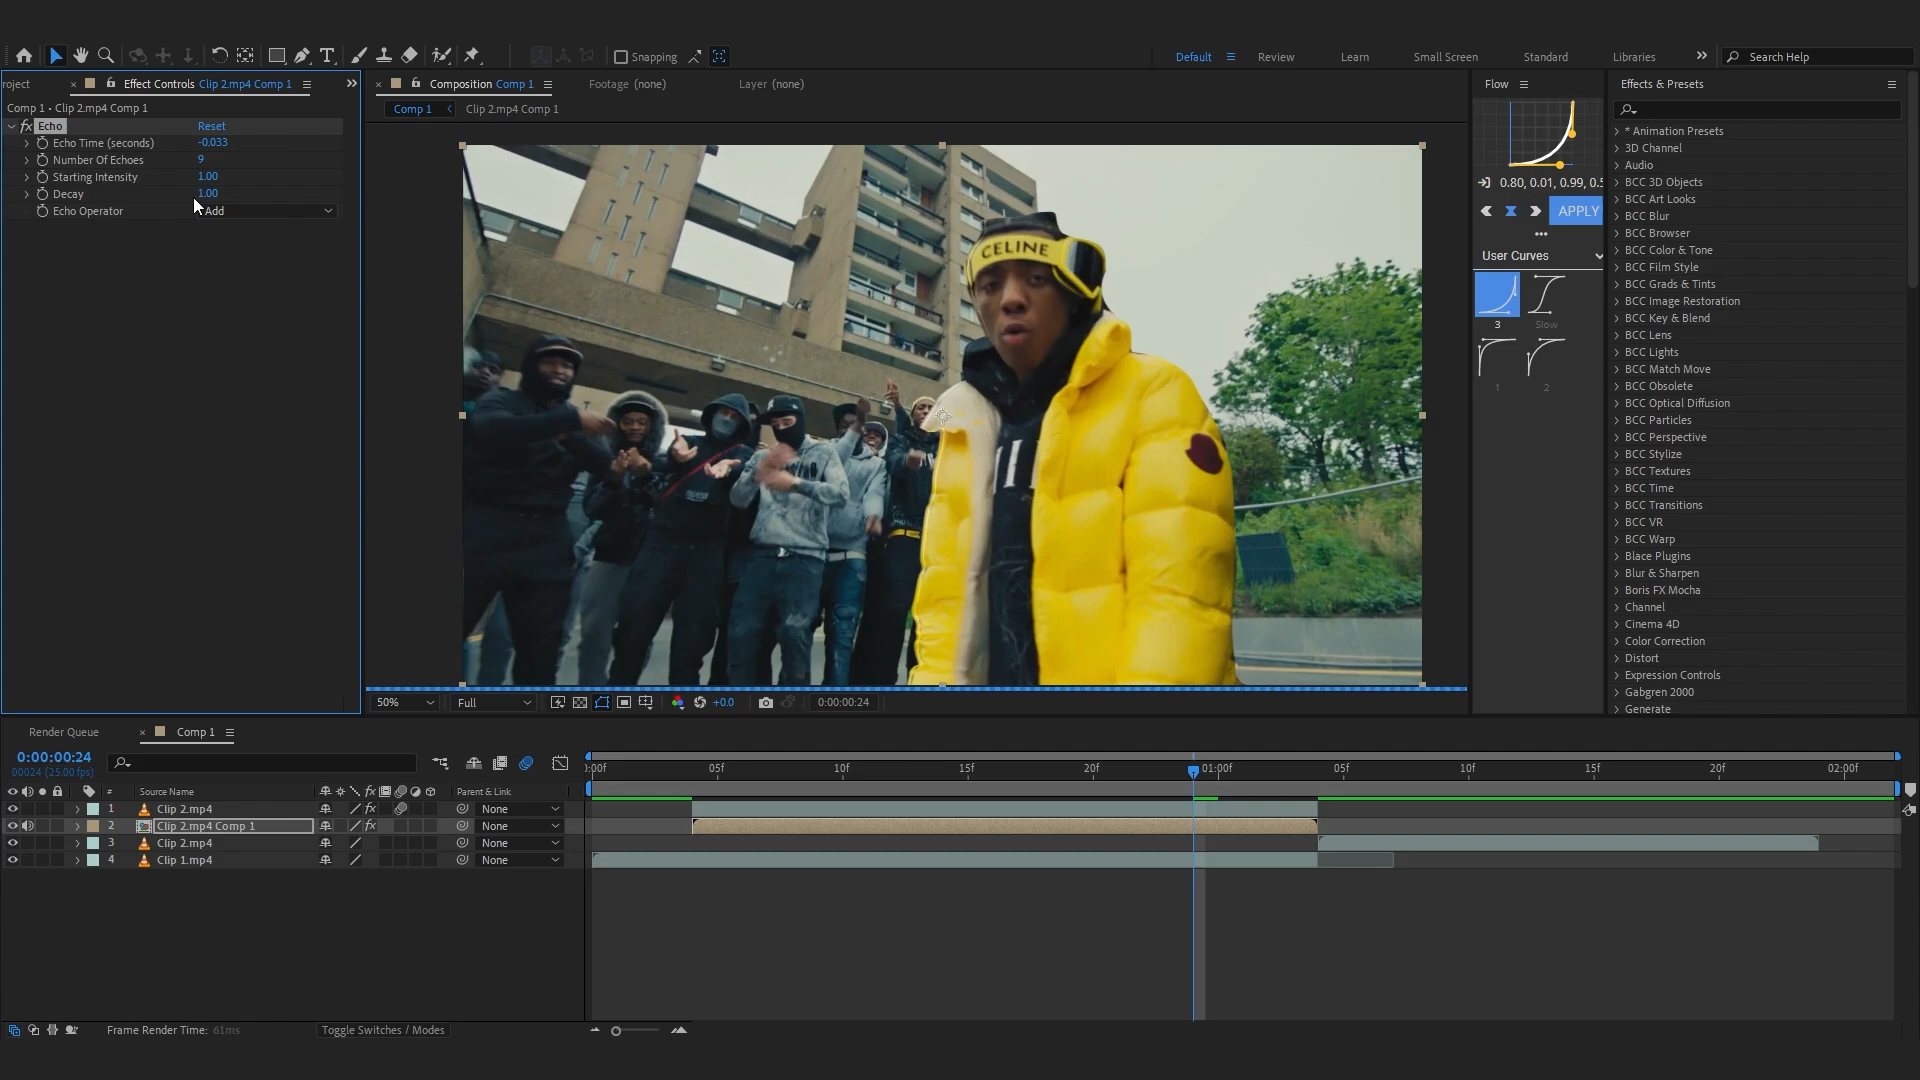 Snapping
Default
Review
Learn
Small Screen
Standard
Libraries
Search Help
roject
Effect Controls Clip 2.mp4 Comp 1
Composition Comp 1
Footage (none)
Layer (none)
Flow
Effects & Presets
Comp 1 • Clip 2.mp4 Comp 1
Comp 1
Clip 2.mp4 Comp 1
fx Echo Reset
Echo Time (seconds) -0.033
Number Of Echoes 9
Starting Intensity 1.00
Decay 1.00
Echo Operator Add
CELINE
0.80, 0.01, 0.99, 0.5
APPLY
User Curves
3
Slow
1
2
* Animation Presets
3D Channel
Audio
BCC 3D Objects
BCC Art Looks
BCC Blur
BCC Browser
BCC Color & Tone
BCC Film Style
BCC Grads & Tints
BCC Image Restoration
BCC Key & Blend
BCC Lens
BCC Lights
BCC Match Move
BCC Obsolete
BCC Optical Diffusion
BCC Particles
BCC Perspective
BCC Stylize
BCC Textures
BCC Time
BCC Transitions
BCC VR
BCC Warp
Blace Plugins
Blur & Sharpen
Boris FX Mocha
Channel
Cinema 4D
Color Correction
Distort
Expression Controls
Gabgren 2000
Generate
50%
Full
+0.0
0:00:00:24
Render Queue
Comp 1
0:00:00:24
00024 (25.00 fps)
:00f 05f 10f 15f 20f 01:00f 05f 10f 15f 20f 02:00f
# Source Name fx Parent & Link
1 Clip 2.mp4 fx None
2 Clip 2.mp4 Comp 1 fx None
3 Clip 2.mp4 None
4 Clip 1.mp4 None
Frame Render Time: 61ms
Toggle Switches / Modes